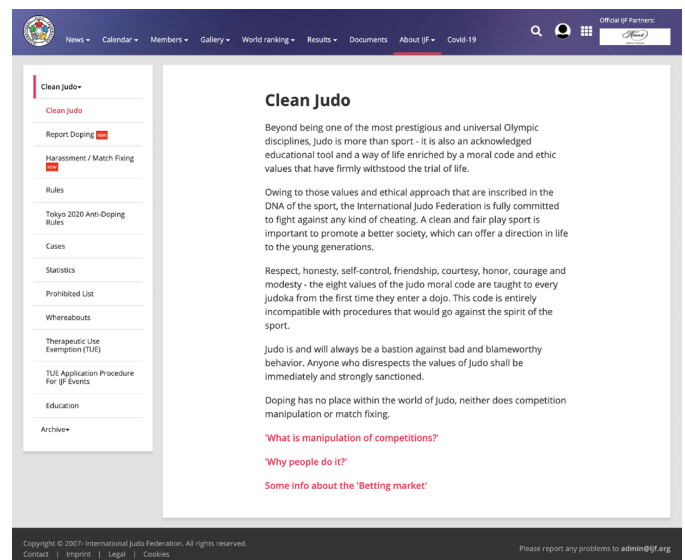 Official IJF Partners:
News Calendar Members Gallery World ranking Results Documents About IJF Covid-19
Clean Judo
Clean Judo
Report Doping NEW
Harassment / Match Fixing
NEW
Rules
Tokyo 2020 Anti-Doping
Rules
Cases
Statistics
Prohibited List
Whereabouts
Therapeutic Use
Exemption (TUE)
TUE Application Procedure
For IJF Events
Education
Archive
Clean Judo
Beyond being one of the most prestigious and universal Olympic
disciplines, Judo is more than sport - it is also an acknowledged
educational tool and a way of life enriched by a moral code and ethic
values that have firmly withstood the trial of life.
Owing to those values and ethical approach that are inscribed in the
DNA of the sport, the International Judo Federation is fully committed
to fight against any kind of cheating. A clean and fair play sport is
important to promote a better society, which can offer a direction in life
to the young generations.
Respect, honesty, self-control, friendship, courtesy, honor, courage and
modesty - the eight values of the judo moral code are taught to every
judoka from the first time they enter a dojo. This code is entirely
incompatible with procedures that would go against the spirit of the
sport.
Judo is and will always be a bastion against bad and blameworthy
behavior. Anyone who disrespects the values of Judo shall be
immediately and strongly sanctioned.
Doping has no place within the world of Judo, neither does competition
manipulation or match fixing.
'What is manipulation of competitions?'
'Why people do it?'
Some info about the 'Betting market'
Copyright © 2007- International Judo Federation. All rights reserved.
Contact | Imprint | Legal | Cookies
Please report any problems to admin@ijf.org